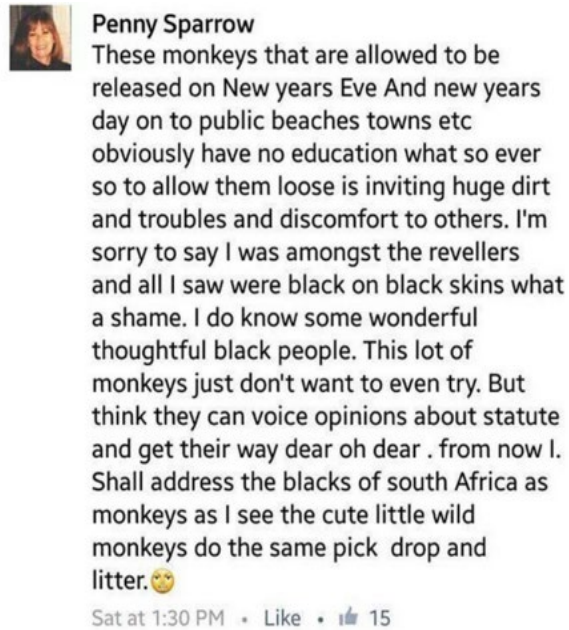 Penny Sparrow
These monkeys that are allowed to be
released on New years Eve And new years
day on to public beaches towns etc
obviously have no education what so ever
so to allow them loose is inviting huge dirt
and troubles and discomfort to others. I'm
sorry to say I was amongst the revellers
and all I saw were black on black skins what
a shame. I do know some wonderful
thoughtful black people. This lot of
monkeys just don't want to even try. But
think they can voice opinions about statute
and get their way dear oh dear . from now I.
Shall address the blacks of south Africa as
monkeys as I see the cute little wild
monkeys do the same pick drop and
litter.🙄
Sat at 1:30 PM • Like • 👍 15